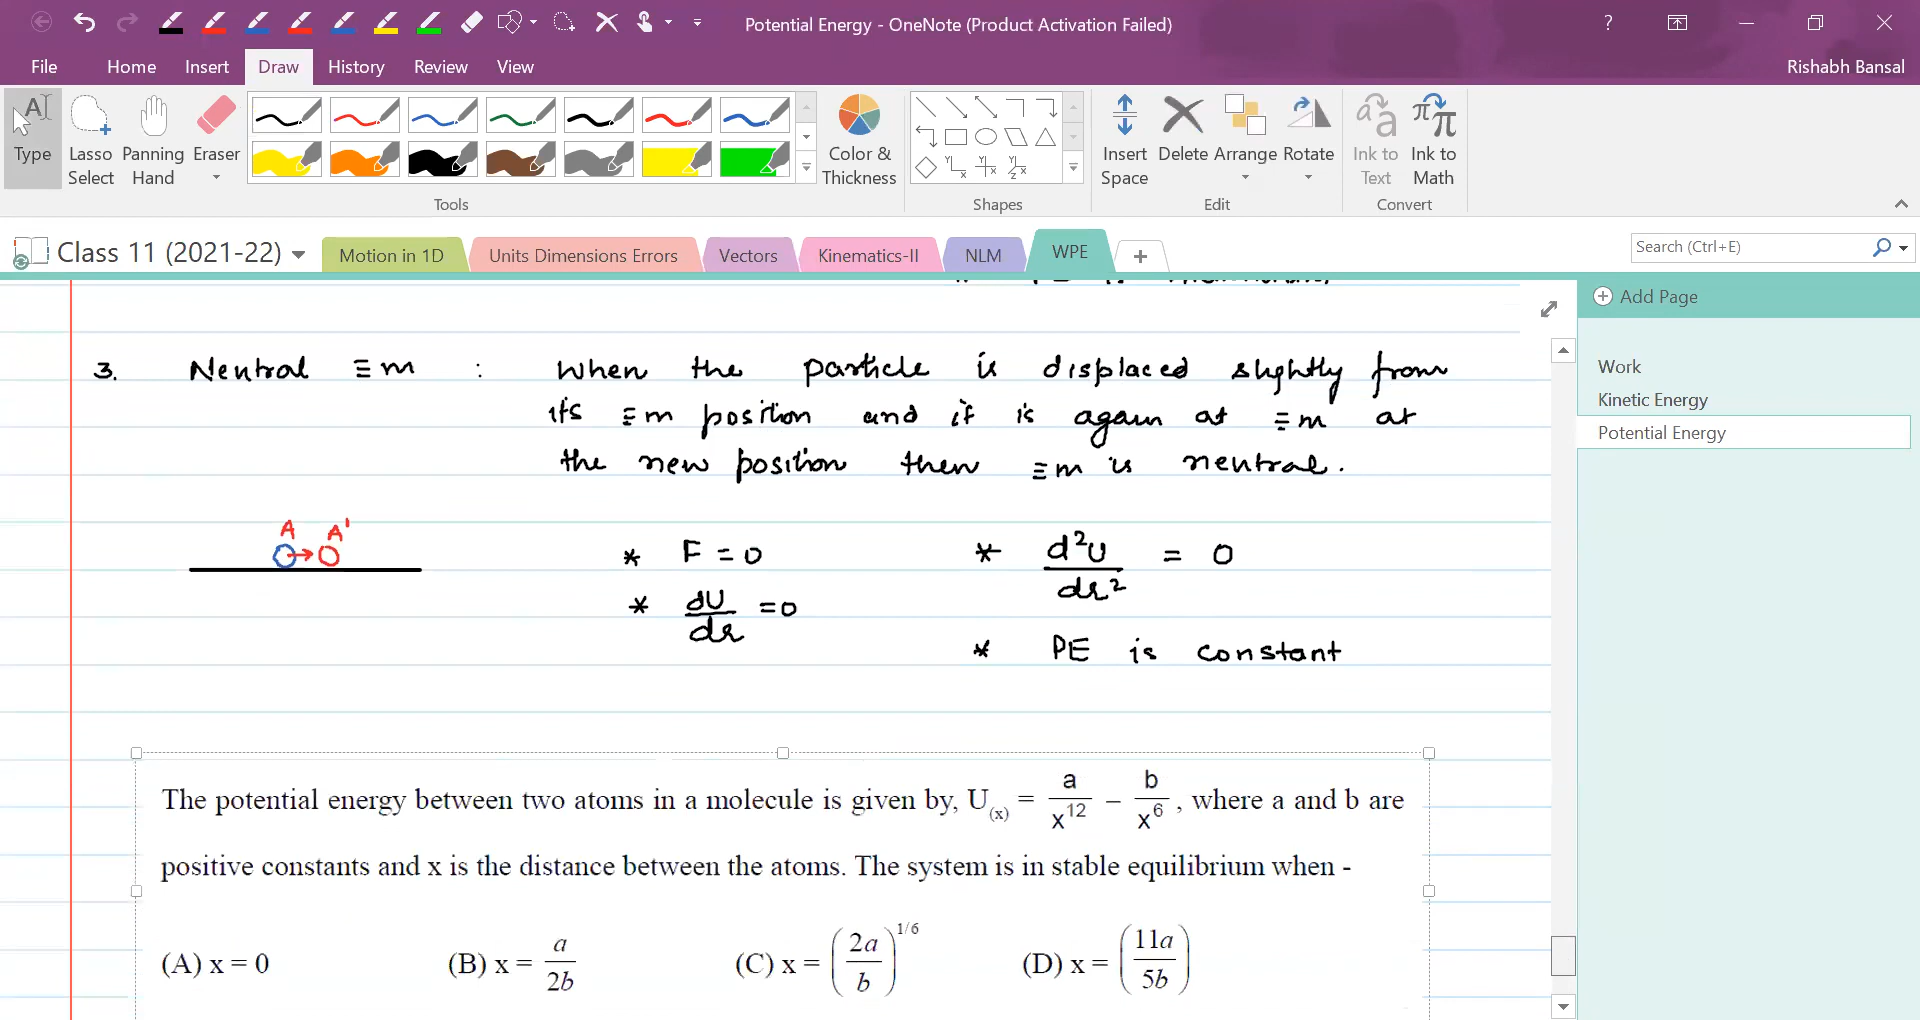 Potential Energy - OneNote (Product Activation Failed)
?
File Home Insert Draw History Review View
Rishabh Bansal
Type
Lasso Select
Panning Hand
Eraser
Color & Thickness
Insert Space
Delete
Arrange
Rotate
Ink to Text
Ink to Math
Tools
Shapes
Edit
Convert
Class 11 (2021-22)
Motion in 1D
Units Dimensions Errors
Vectors
Kinematics-II
NLM
WPE
+
Search (Ctrl+E)
Add Page
Work
Kinetic Energy
Potential Energy
3. Neutral ≡m : When the particle is displaced slightly from
its ≡m position and if is again at ≡m at
the new position then ≡m is neutral.
A A'
* F = 0
* dU/dr = 0
* d²U/dr² = 0
* PE is constant
The potential energy between two atoms in a molecule is given by, U(x) = a/x¹² − b/x⁶, where a and b are
positive constants and x is the distance between the atoms. The system is in stable equilibrium when -
(A) x = 0 (B) x = a/2b (C) x = (2a/b)^1/6 (D) x = (11a/5b)